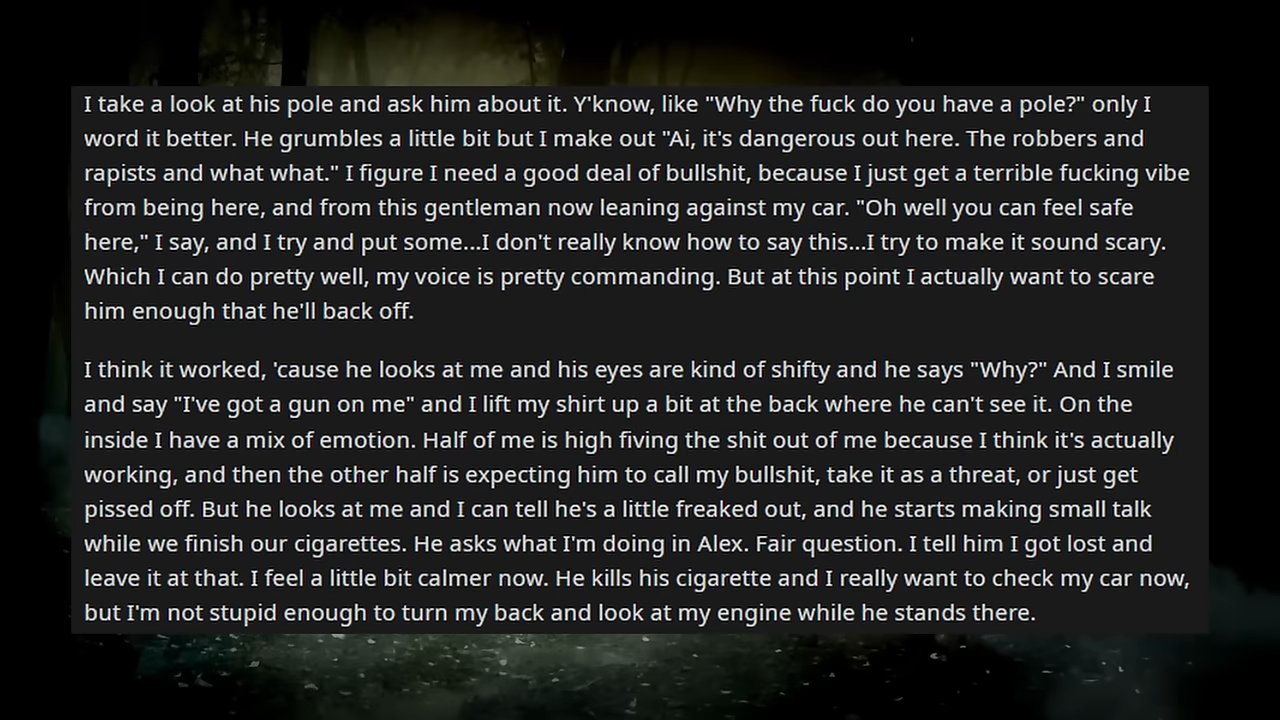 I take a look at his pole and ask him about it. Y'know, like "Why the fuck do you have a pole?" only I
word it better. He grumbles a little bit but I make out "Ai, it's dangerous out here. The robbers and
rapists and what what." I figure I need a good deal of bullshit, because I just get a terrible fucking vibe
from being here, and from this gentleman now leaning against my car. "Oh well you can feel safe
here," I say, and I try and put some...I don't really know how to say this...I try to make it sound scary.
Which I can do pretty well, my voice is pretty commanding. But at this point I actually want to scare
him enough that he'll back off.
I think it worked, 'cause he looks at me and his eyes are kind of shifty and he says "Why?" And I smile
and say "I've got a gun on me" and I lift my shirt up a bit at the back where he can't see it. On the
inside I have a mix of emotion. Half of me is high fiving the shit out of me because I think it's actually
working, and then the other half is expecting him to call my bullshit, take it as a threat, or just get
pissed off. But he looks at me and I can tell he's a little freaked out, and he starts making small talk
while we finish our cigarettes. He asks what I'm doing in Alex. Fair question. I tell him I got lost and
leave it at that. I feel a little bit calmer now. He kills his cigarette and I really want to check my car now,
but I'm not stupid enough to turn my back and look at my engine while he stands there.